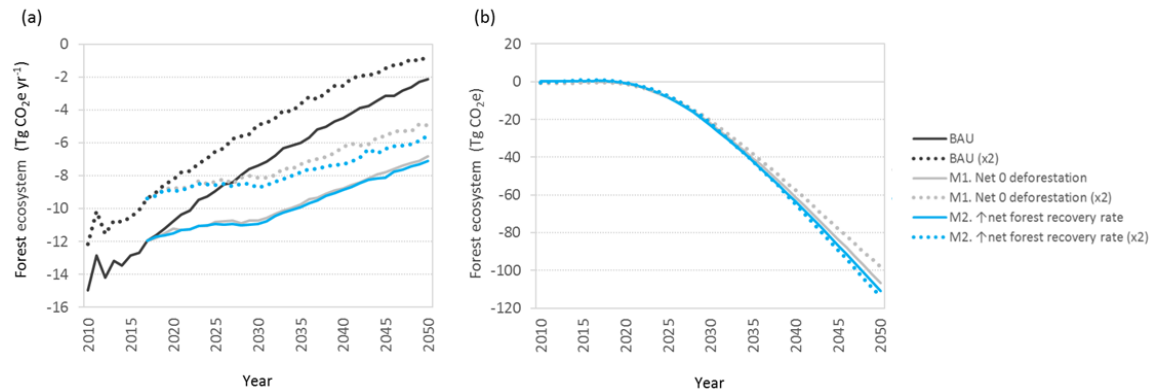 (a)
Forest ecosystem (Tg CO₂e yr⁻¹)
0
-2
-4
-6
-8
-10
-12
-14
-16
2010
2015
2020
2025
2030
2035
2040
2045
2050
Year
(b)
Forest ecosystem (Tg CO₂e)
20
0
-20
-40
-60
-80
-100
-120
2010
2015
2020
2025
2030
2035
2040
2045
2050
Year
BAU
BAU (x2)
M1. Net 0 deforestation
M1. Net 0 deforestation (x2)
M2. ↑net forest recovery rate
M2. ↑net forest recovery rate (x2)